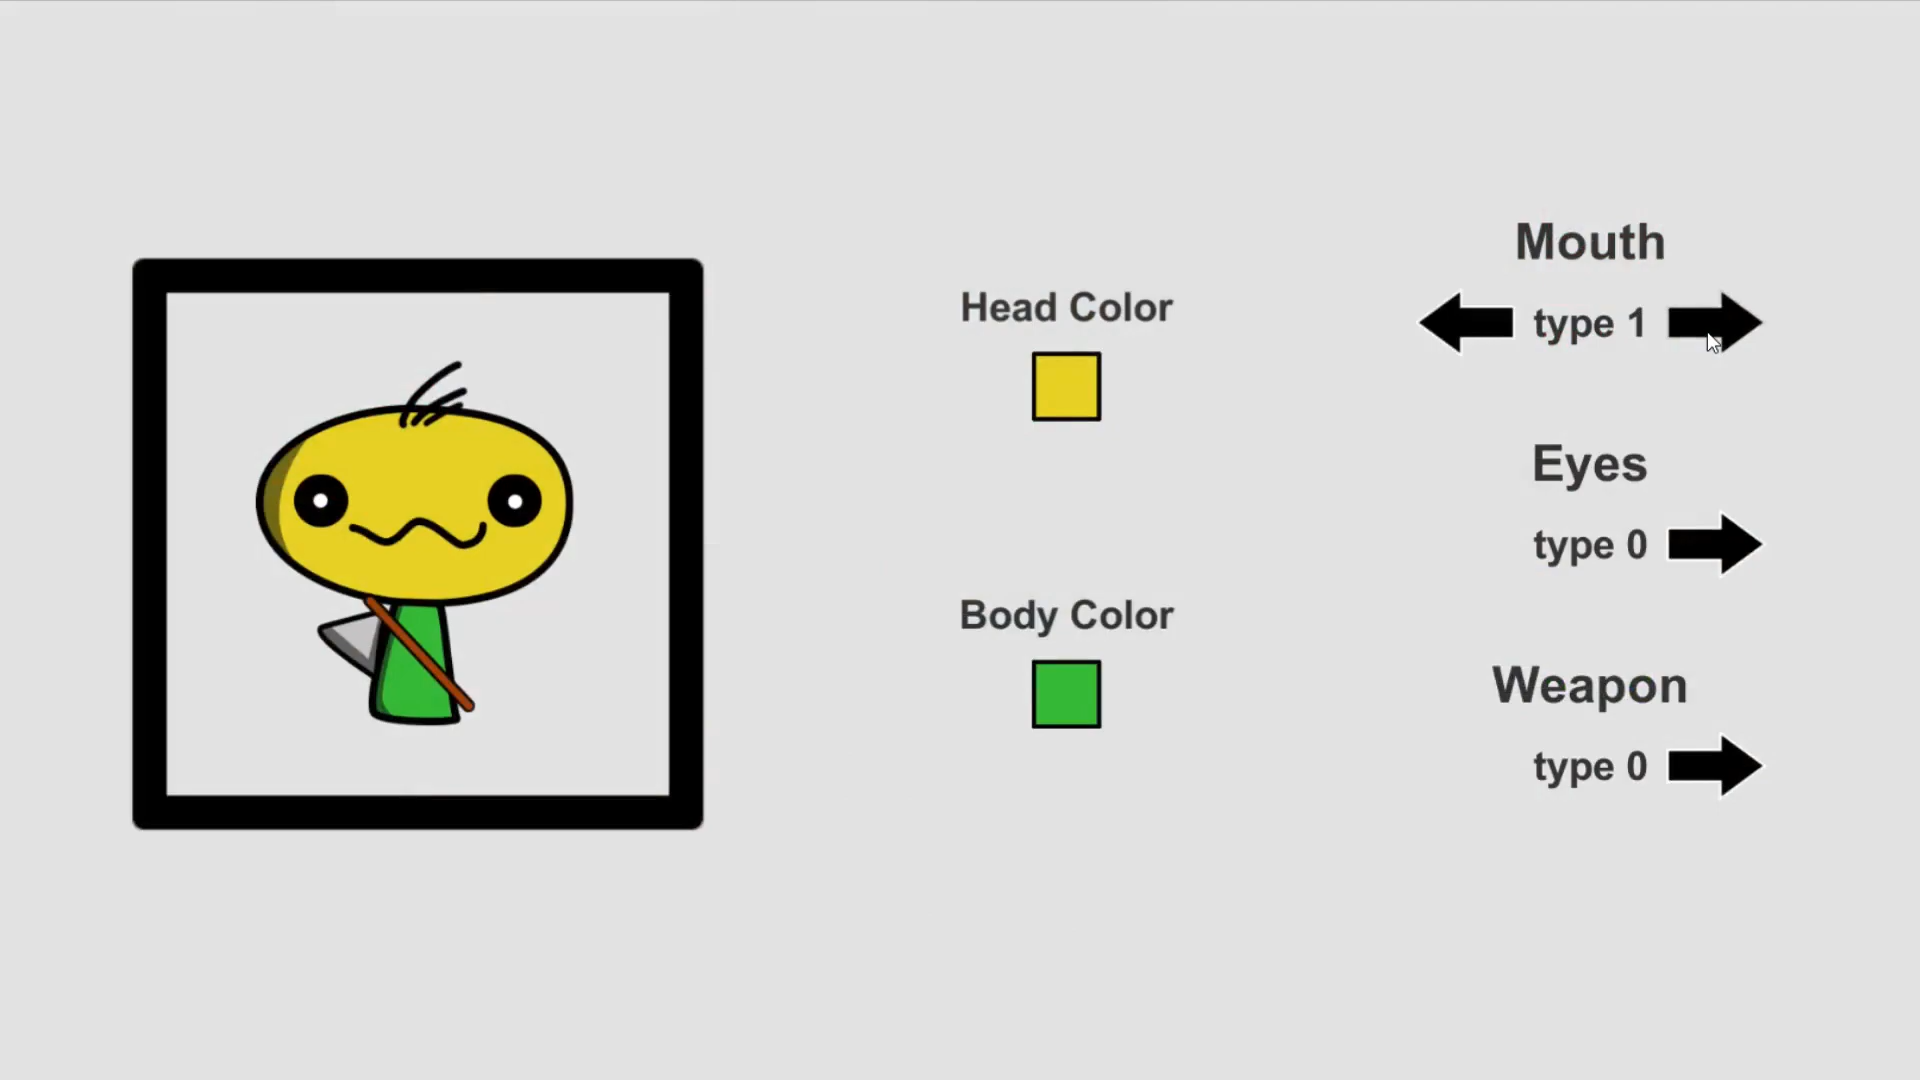 Head Color
Body Color
Mouth
type 1
Eyes
type 0
Weapon
type 0